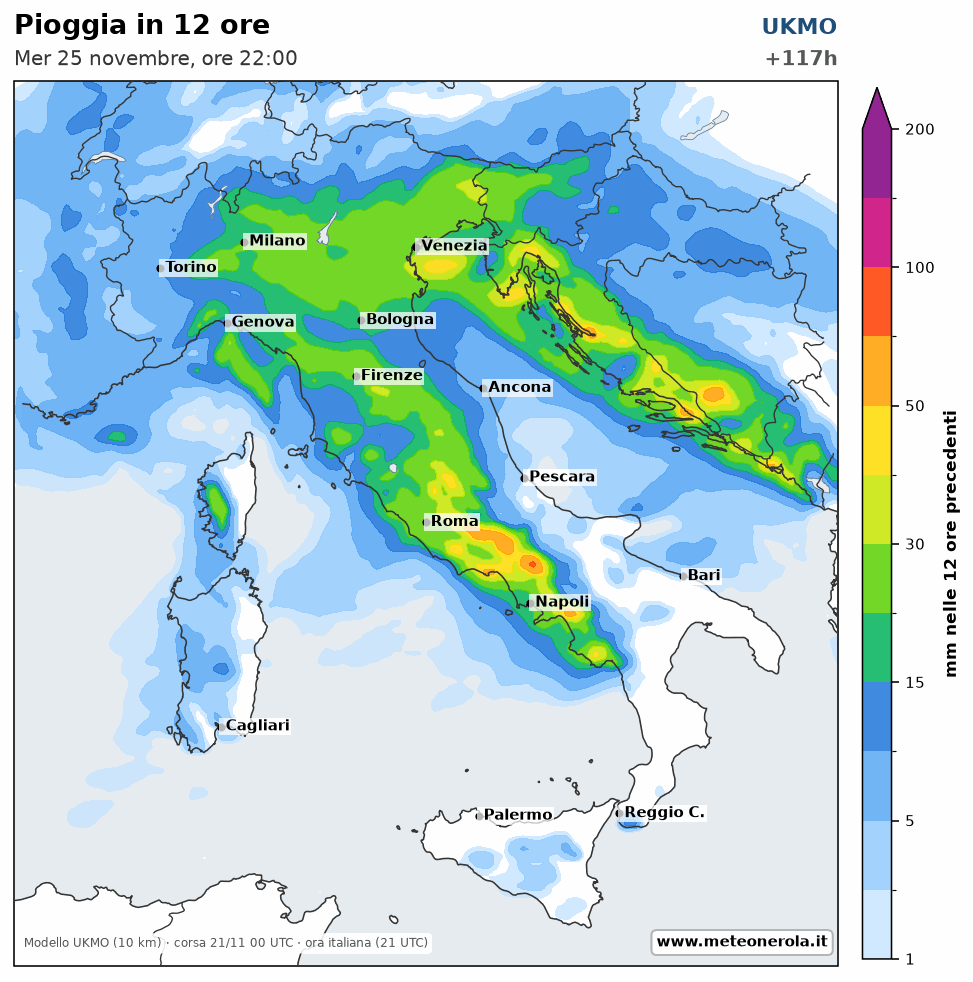 Pioggia in 12 ore
UKMO
Mer 25 novembre, ore 22:00
+117h
200
100
50
30
15
5
1
mm nelle 12 ore precedenti
Milano
Venezia
Torino
Genova
Bologna
Firenze
Ancona
Pescara
Roma
Bari
Napoli
Cagliari
Palermo
Reggio C.
Modello UKMO (10 km) · corsa 21/11 00 UTC · ora italiana (21 UTC)
www.meteonerola.it